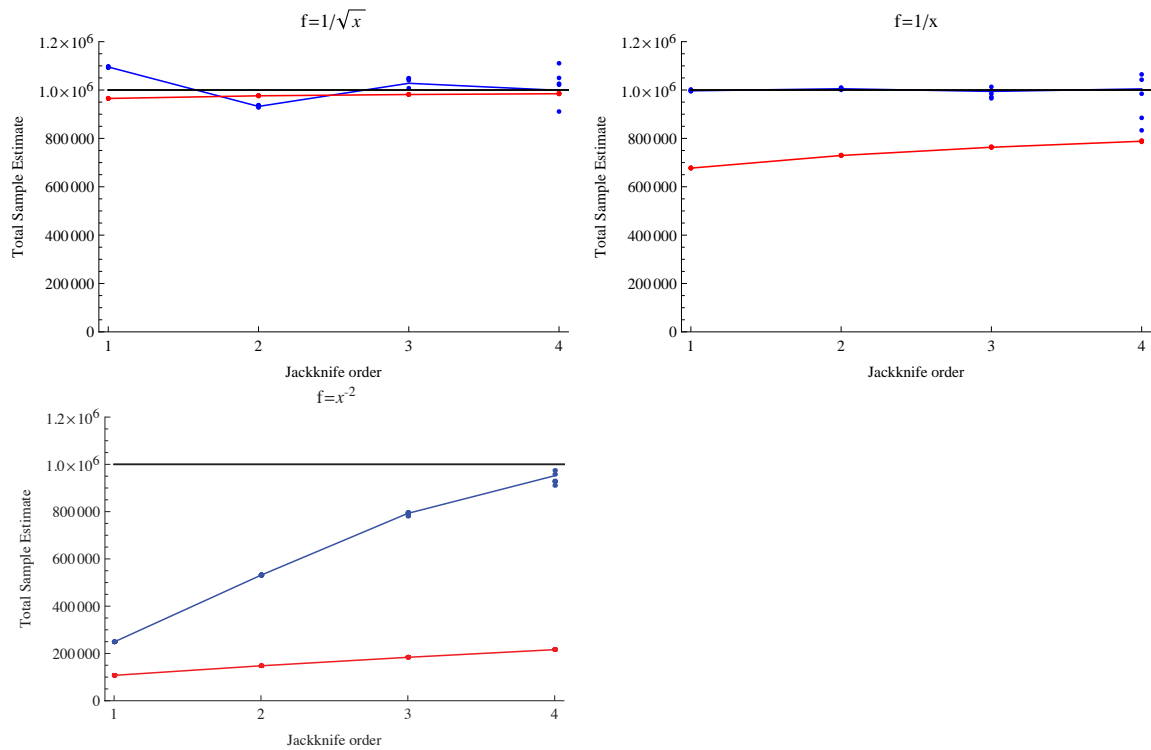 f=1/√x
1.2×10⁶
1.0×10⁶
800 000
600 000
400 000
200 000
0
Total Sample Estimate
1 2 3 4
Jackknife order
f=1/x
1.2×10⁶
1.0×10⁶
800 000
600 000
400 000
200 000
0
Total Sample Estimate
1 2 3 4
Jackknife order
f=x⁻²
1.2×10⁶
1.0×10⁶
800 000
600 000
400 000
200 000
0
Total Sample Estimate
1 2 3 4
Jackknife order